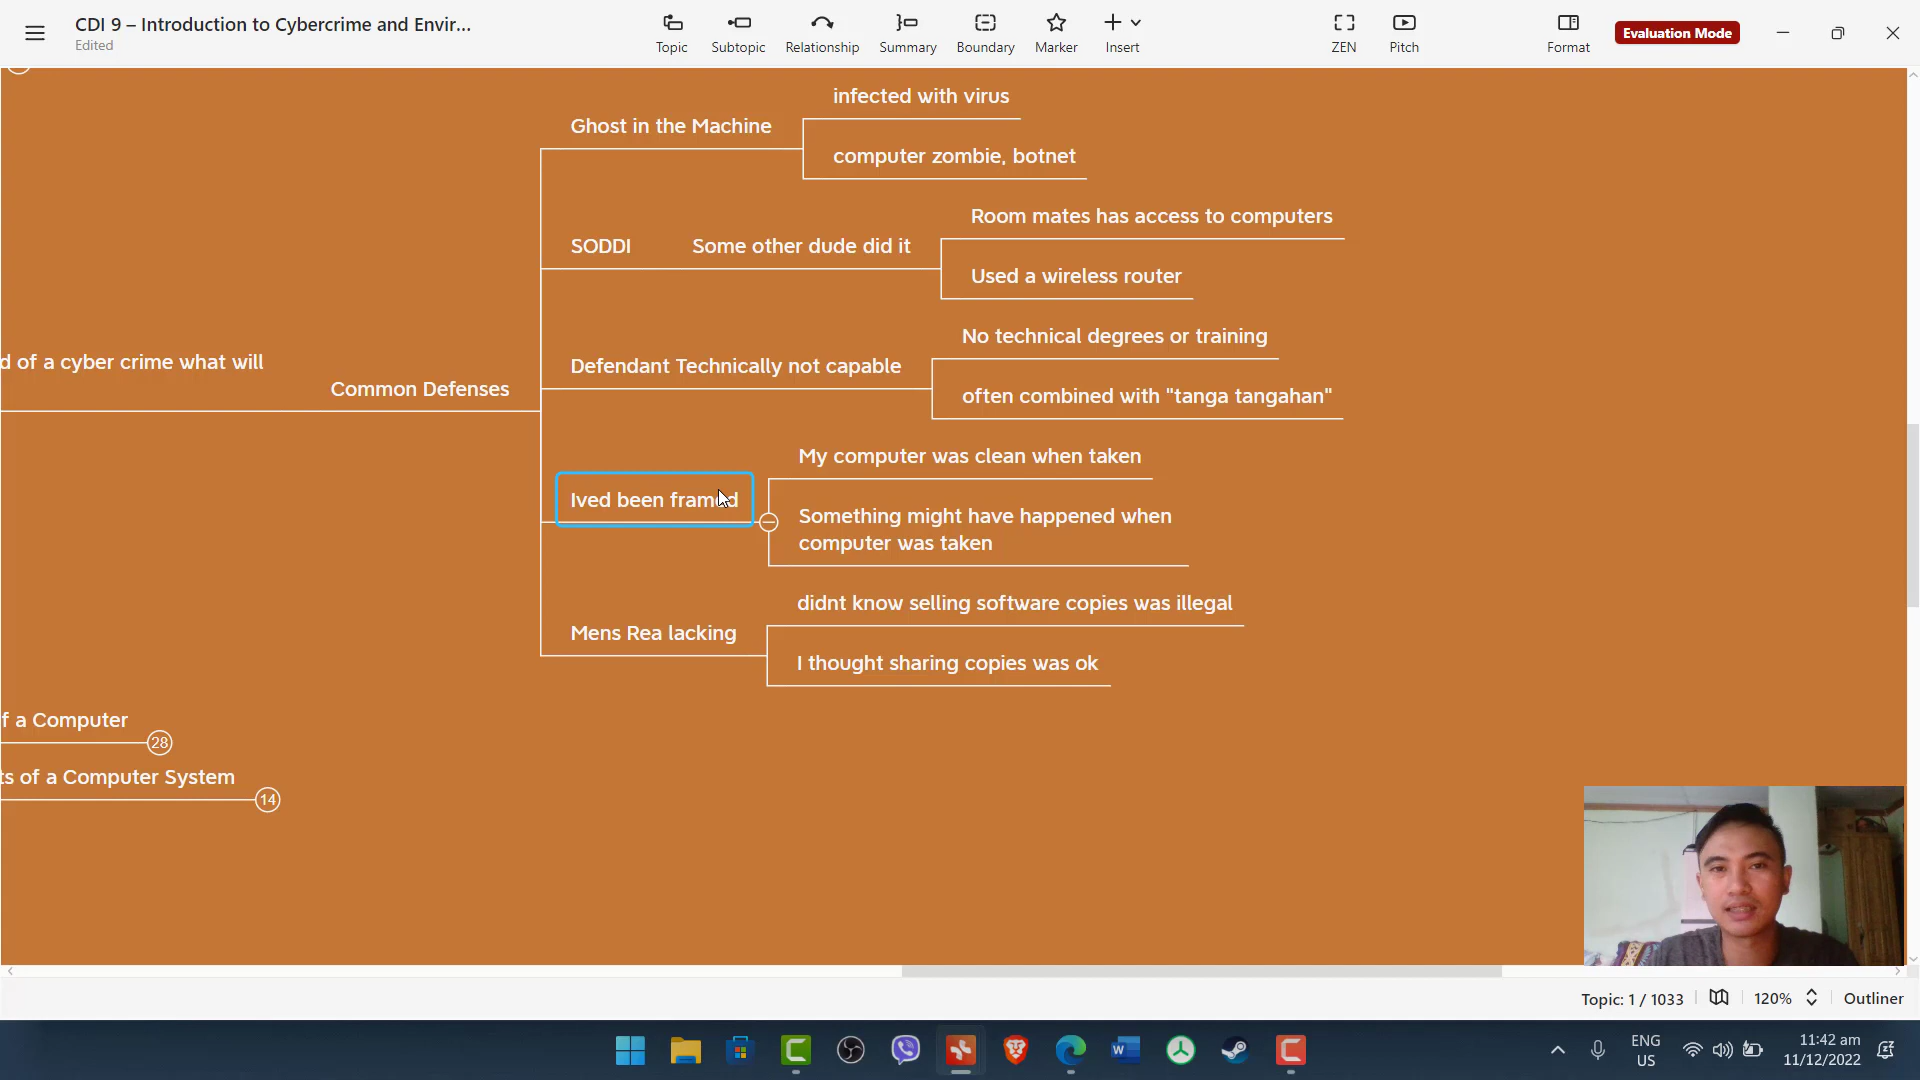 CDI 9 – Introduction to Cybercrime and Envir...
Edited
Topic
Subtopic
Relationship
Summary
Boundary
Marker
Insert
ZEN
Pitch
Format
Evaluation Mode
infected with virus
Ghost in the Machine
computer zombie, botnet
Room mates has access to computers
SODDI
Some other dude did it
Used a wireless router
No technical degrees or training
d of a cyber crime what will
Defendant Technically not capable
Common Defenses
often combined with "tanga tangahan"
My computer was clean when taken
Ived been framed
Something might have happened when
computer was taken
didnt know selling software copies was illegal
Mens Rea lacking
I thought sharing copies was ok
f a Computer
28
ts of a Computer System
14
Topic: 1 / 1033
120%
Outliner
ENG
US
11:42 am
11/12/2022